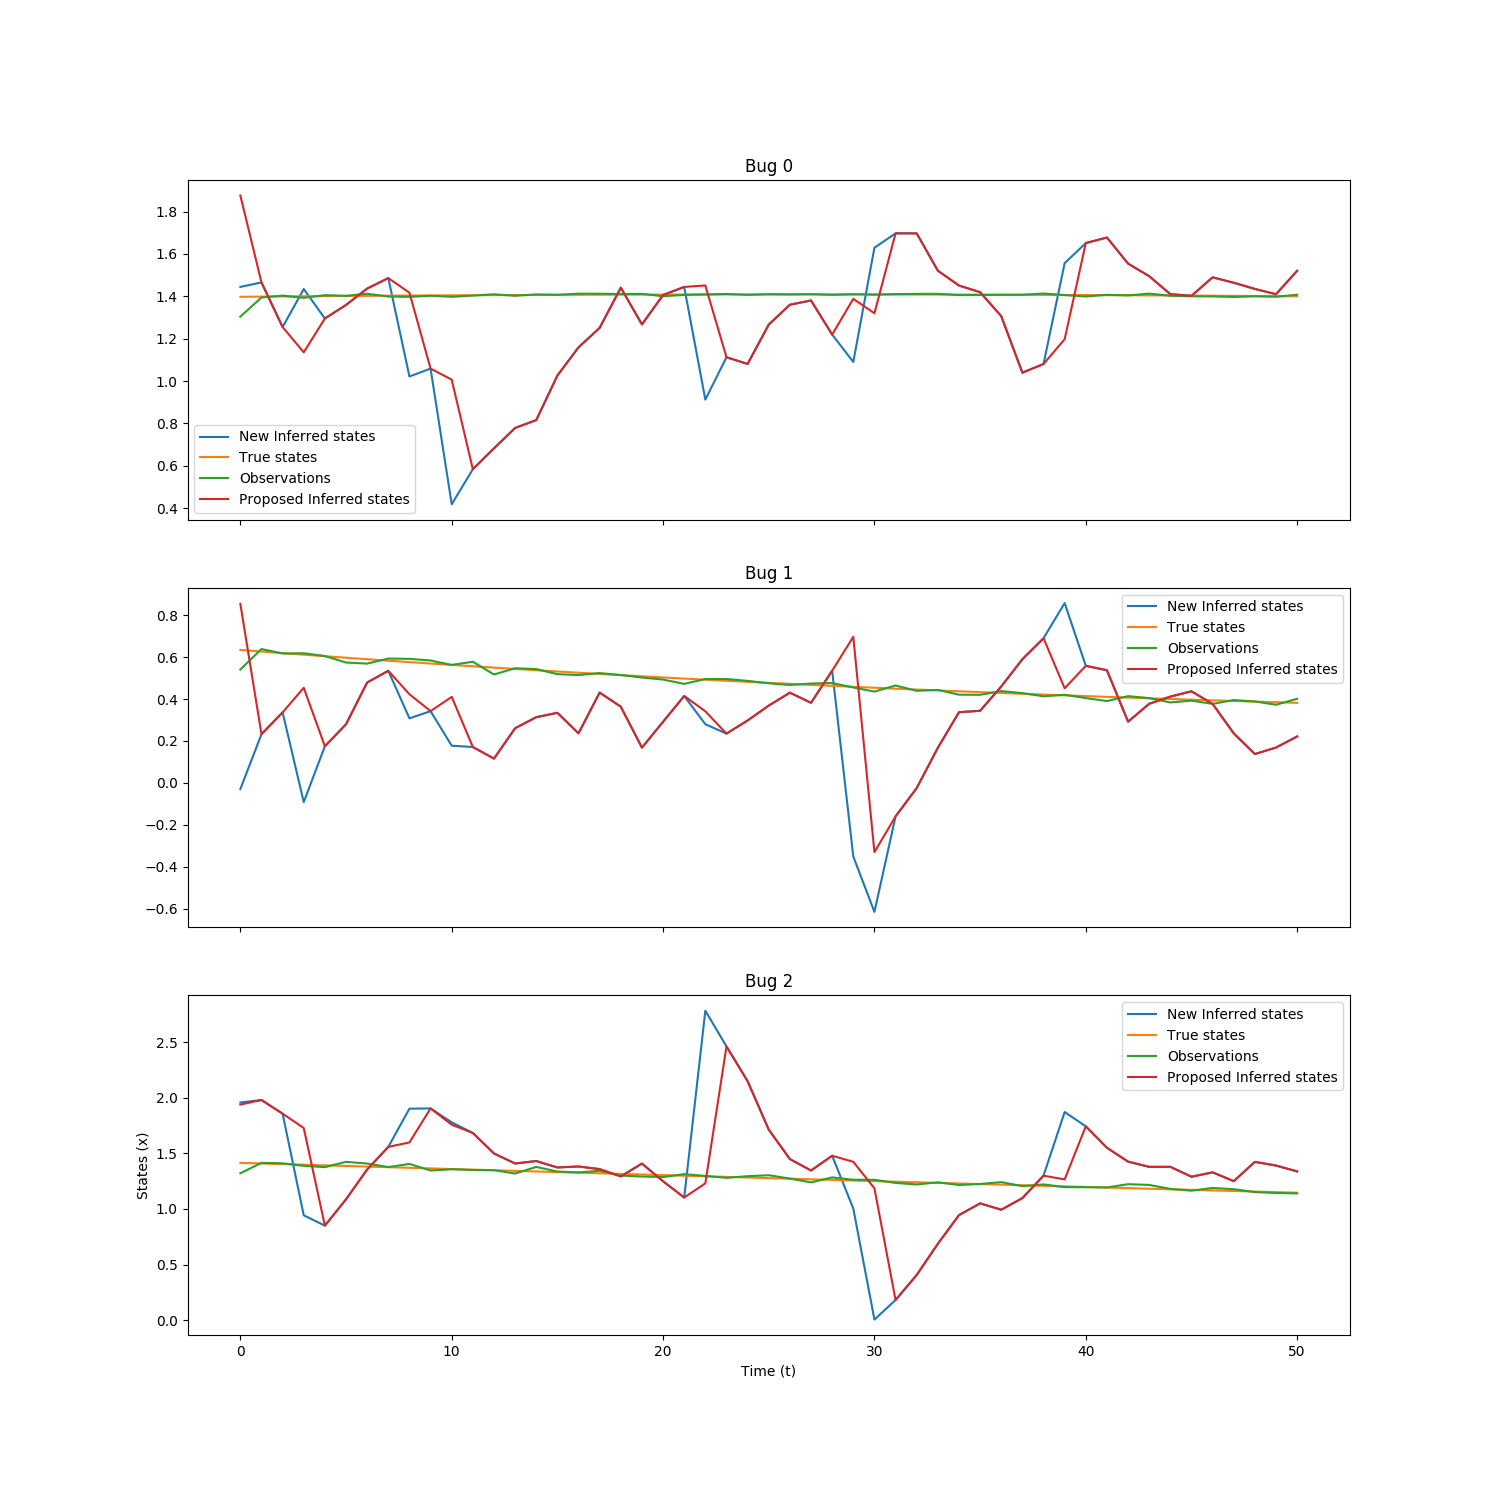 Bug 0
1.8
1.6
1.4
1.2
1.0
0.8
0.6
0.4
New Inferred states
True states
Observations
Proposed Inferred states
Bug 1
0.8
0.6
0.4
0.2
0.0
−0.2
−0.4
−0.6
New Inferred states
True states
Observations
Proposed Inferred states
Bug 2
States (x)
2.5
2.0
1.5
1.0
0.5
0.0
New Inferred states
True states
Observations
Proposed Inferred states
0 10 20 30 40 50
Time (t)